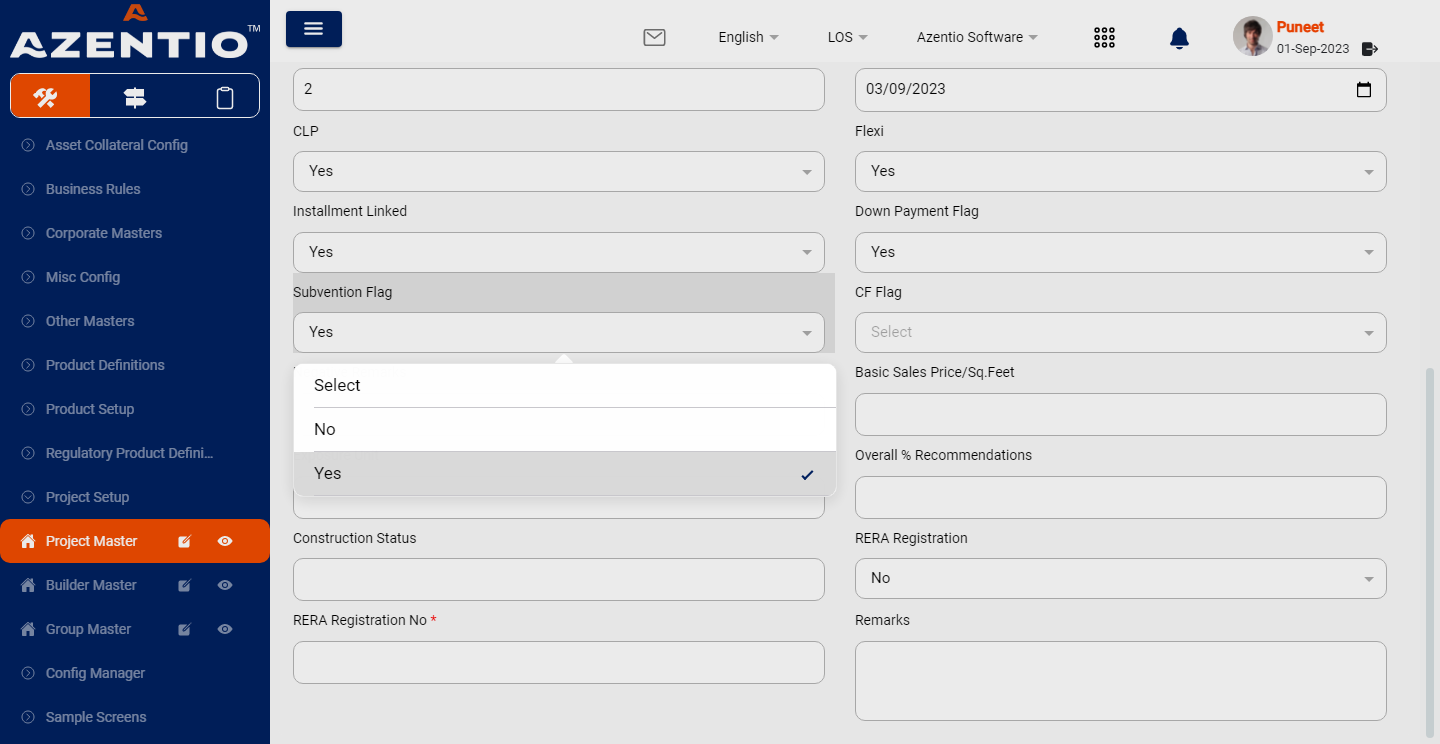 AZENTIO™
English
LOS
Azentio Software
Puneet
01-Sep-2023
Asset Collateral Config
Business Rules
Corporate Masters
Misc Config
Other Masters
Product Definitions
Product Setup
Regulatory Product Defini...
Project Setup
Project Master
Builder Master
Group Master
Config Manager
Sample Screens
2
03/09/2023
CLP
Flexi
Yes
Yes
Installment Linked
Down Payment Flag
Yes
Yes
Subvention Flag
CF Flag
Yes
Select
Select
No
Yes
Basic Sales Price/Sq.Feet
Overall % Recommendations
Construction Status
RERA Registration
No
RERA Registration No *
Remarks